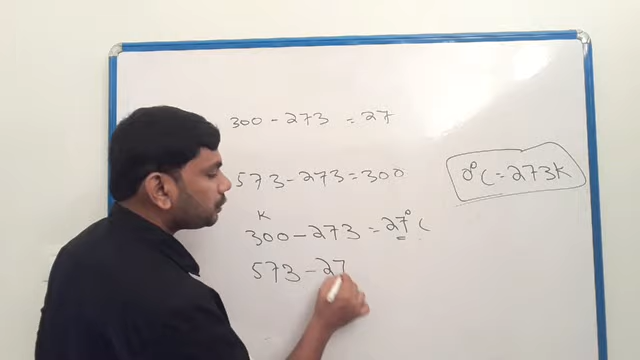 300 - 273 = 27
573 - 273 = 300
0°C = 273K
K
300 - 273 = 27°C
573 - 27